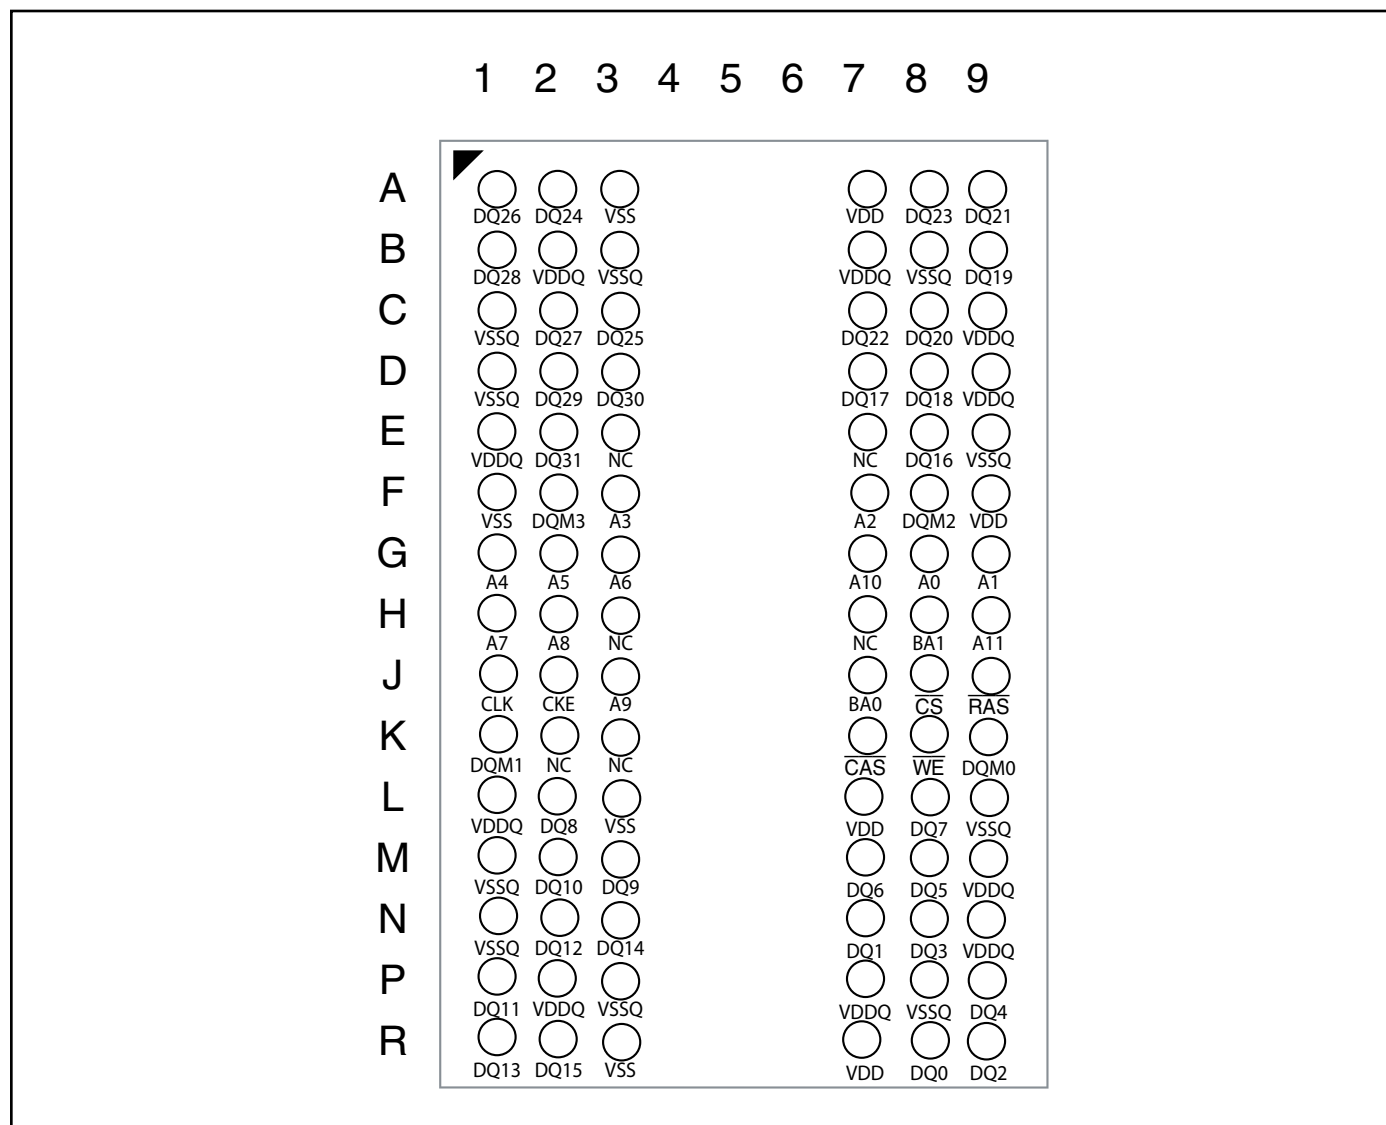 1 2 3 4 5 6 7 8 9
A
DQ26 DQ24 VSS VDD DQ23 DQ21
B
DQ28 VDDQ VSSQ VDDQ VSSQ DQ19
C
VSSQ DQ27 DQ25 DQ22 DQ20 VDDQ
D
VSSQ DQ29 DQ30 DQ17 DQ18 VDDQ
E
VDDQ DQ31 NC NC DQ16 VSSQ
F
VSS DQM3 A3 A2 DQM2 VDD
G
A4 A5 A6 A10 A0 A1
H
A7 A8 NC NC BA1 A11
J
CLK CKE A9 BA0 C̅S̅ R̅A̅S̅
K
DQM1 NC NC C̅A̅S̅ W̅E̅ DQM0
L
VDDQ DQ8 VSS VDD DQ7 VSSQ
M
VSSQ DQ10 DQ9 DQ6 DQ5 VDDQ
N
VSSQ DQ12 DQ14 DQ1 DQ3 VDDQ
P
DQ11 VDDQ VSSQ VDDQ VSSQ DQ4
R
DQ13 DQ15 VSS VDD DQ0 DQ2